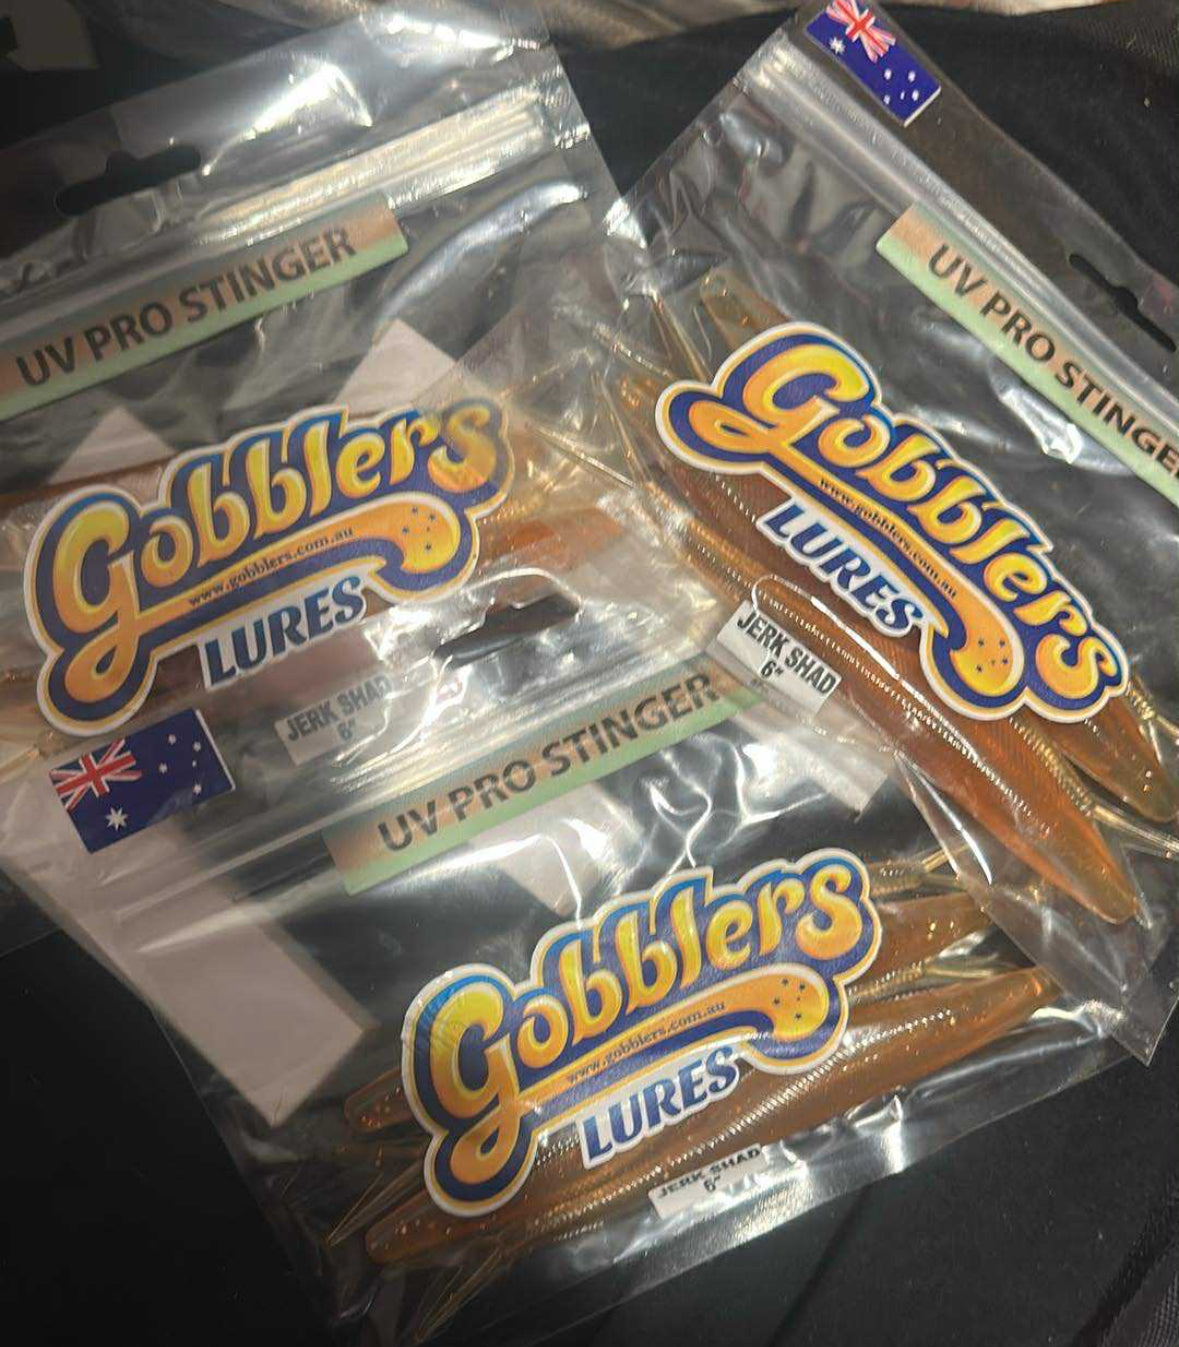 UV PRO STINGER
Gobblers
www.gobblers.com.au
LURES
JERK SHAD
6"
UV PRO STINGER
Gobblers
www.gobblers.com.au
LURES
JERK SHAD
6"
UV PRO STINGER
Gobblers
www.gobblers.com.au
LURES
JERK SHAD
6"